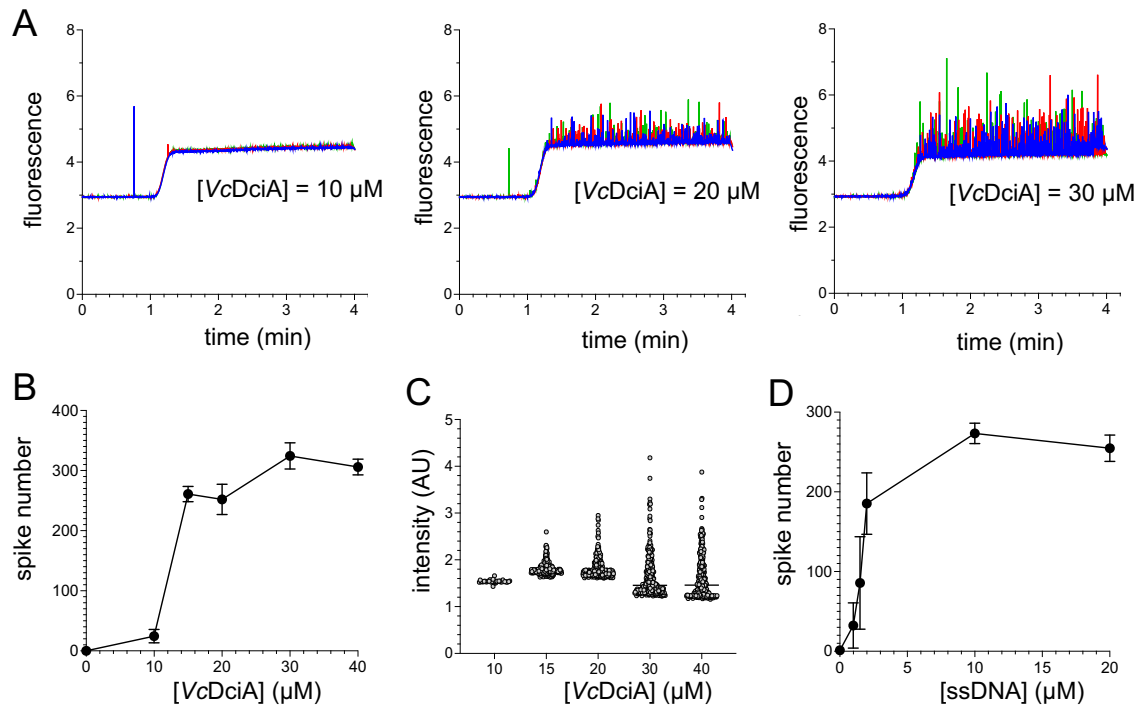 A
fluorescence
8
6
4
2
0
0 1 2 3 4
time (min)
[VcDciA] = 10 µM
fluorescence
8
6
4
2
0
0 1 2 3 4
time (min)
[VcDciA] = 20 µM
fluorescence
8
6
4
2
0
0 1 2 3 4
time (min)
[VcDciA] = 30 µM
B
spike number
400
300
200
100
0
0 10 20 30 40
[VcDciA] (µM)
C
intensity (AU)
5
4
3
2
1
0
10 15 20 30 40
[VcDciA] (µM)
D
spike number
300
200
100
0
0 5 10 15 20
[ssDNA] (µM)